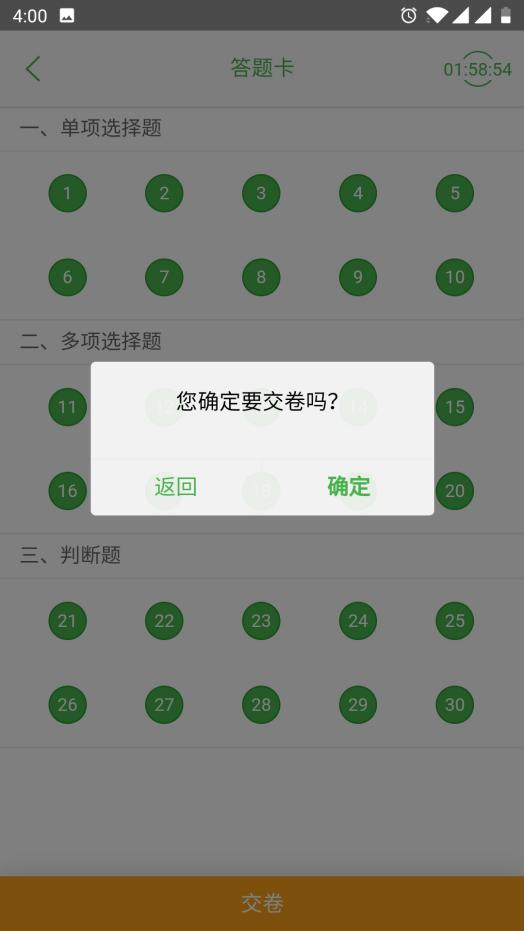 4:00
答题卡
01:58:54
一、单项选择题
1 2 3 4 5
6 7 8 9 10
二、多项选择题
11 15
您确定要交卷吗？
16 20
返回 确定
三、判断题
21 22 23 24 25
26 27 28 29 30
交卷